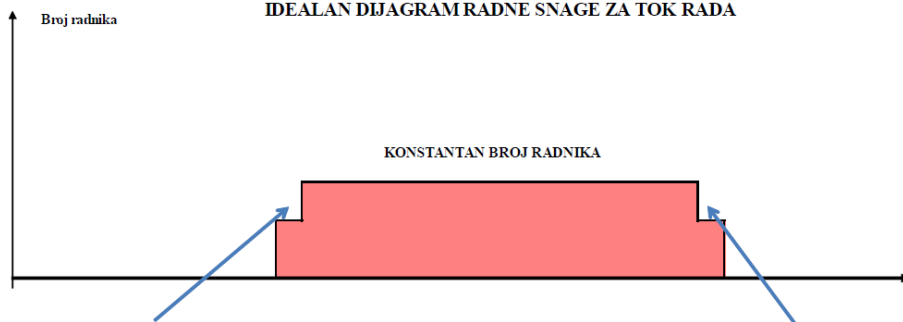 IDEALAN DIJAGRAM RADNE SNAGE ZA TOK RADA
Broj radnika
KONSTANTAN BROJ RADNIKA